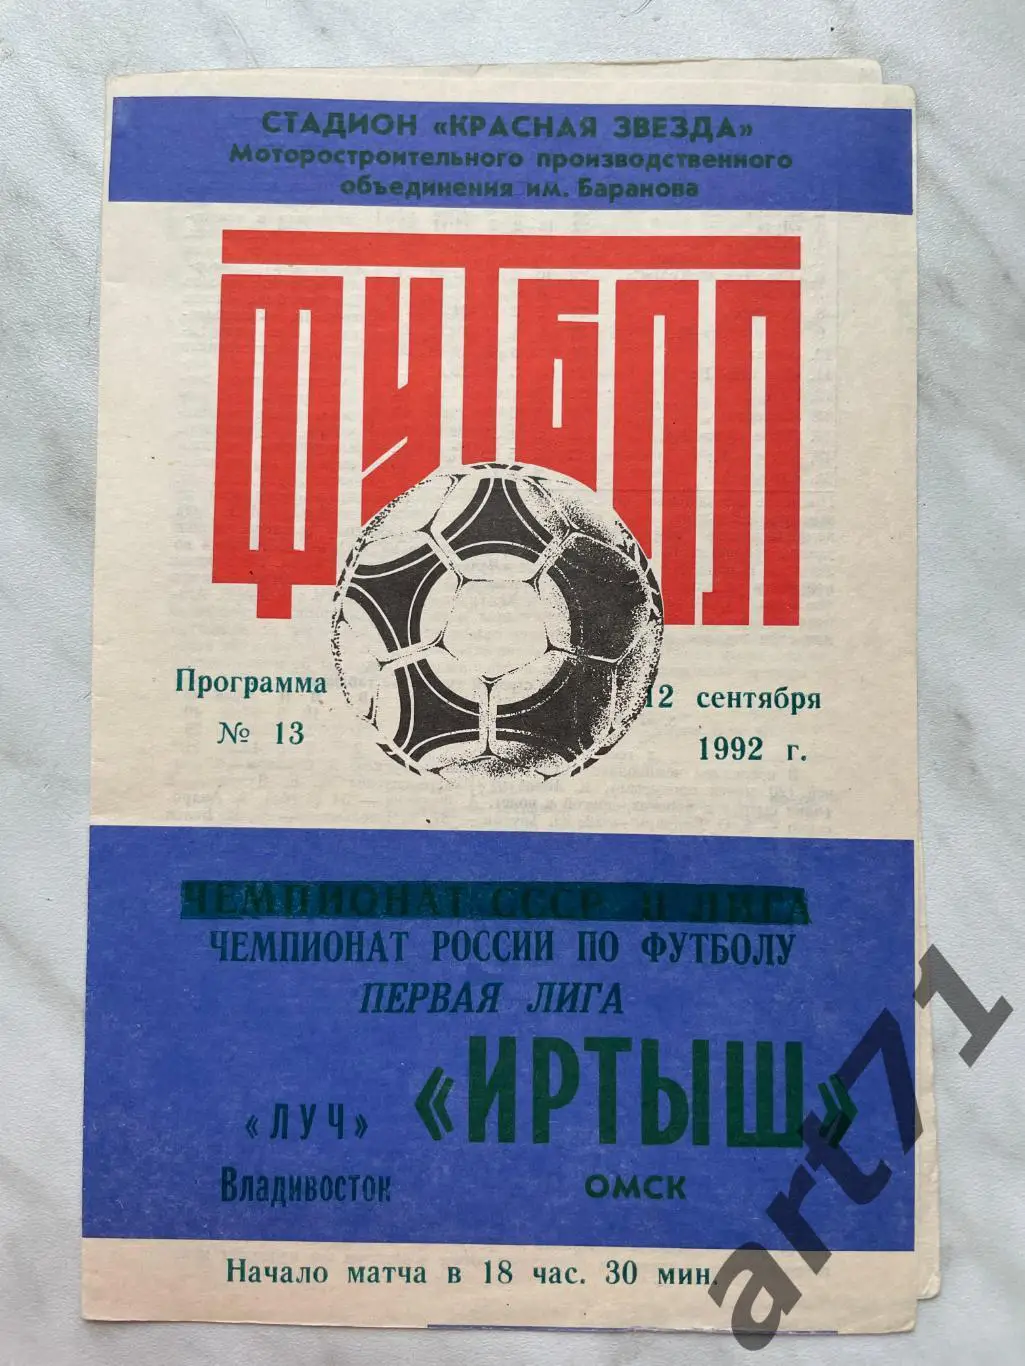 СТАДИОН «КРАСНАЯ ЗВЕЗДА»
Моторостроительного производственного
объединения им. Баранова
ФУТБОЛ
Программа
№ 13
12 сентября
1992 г.
ЧЕМПИОНАТ СССР II ЛИГА
ЧЕМПИОНАТ РОССИИ ПО ФУТБОЛУ
ПЕРВАЯ ЛИГА
«ЛУЧ»
Владивосток
«ИРТЫШ»
ОМСК
Начало матча в 18 час. 30 мин.
art71